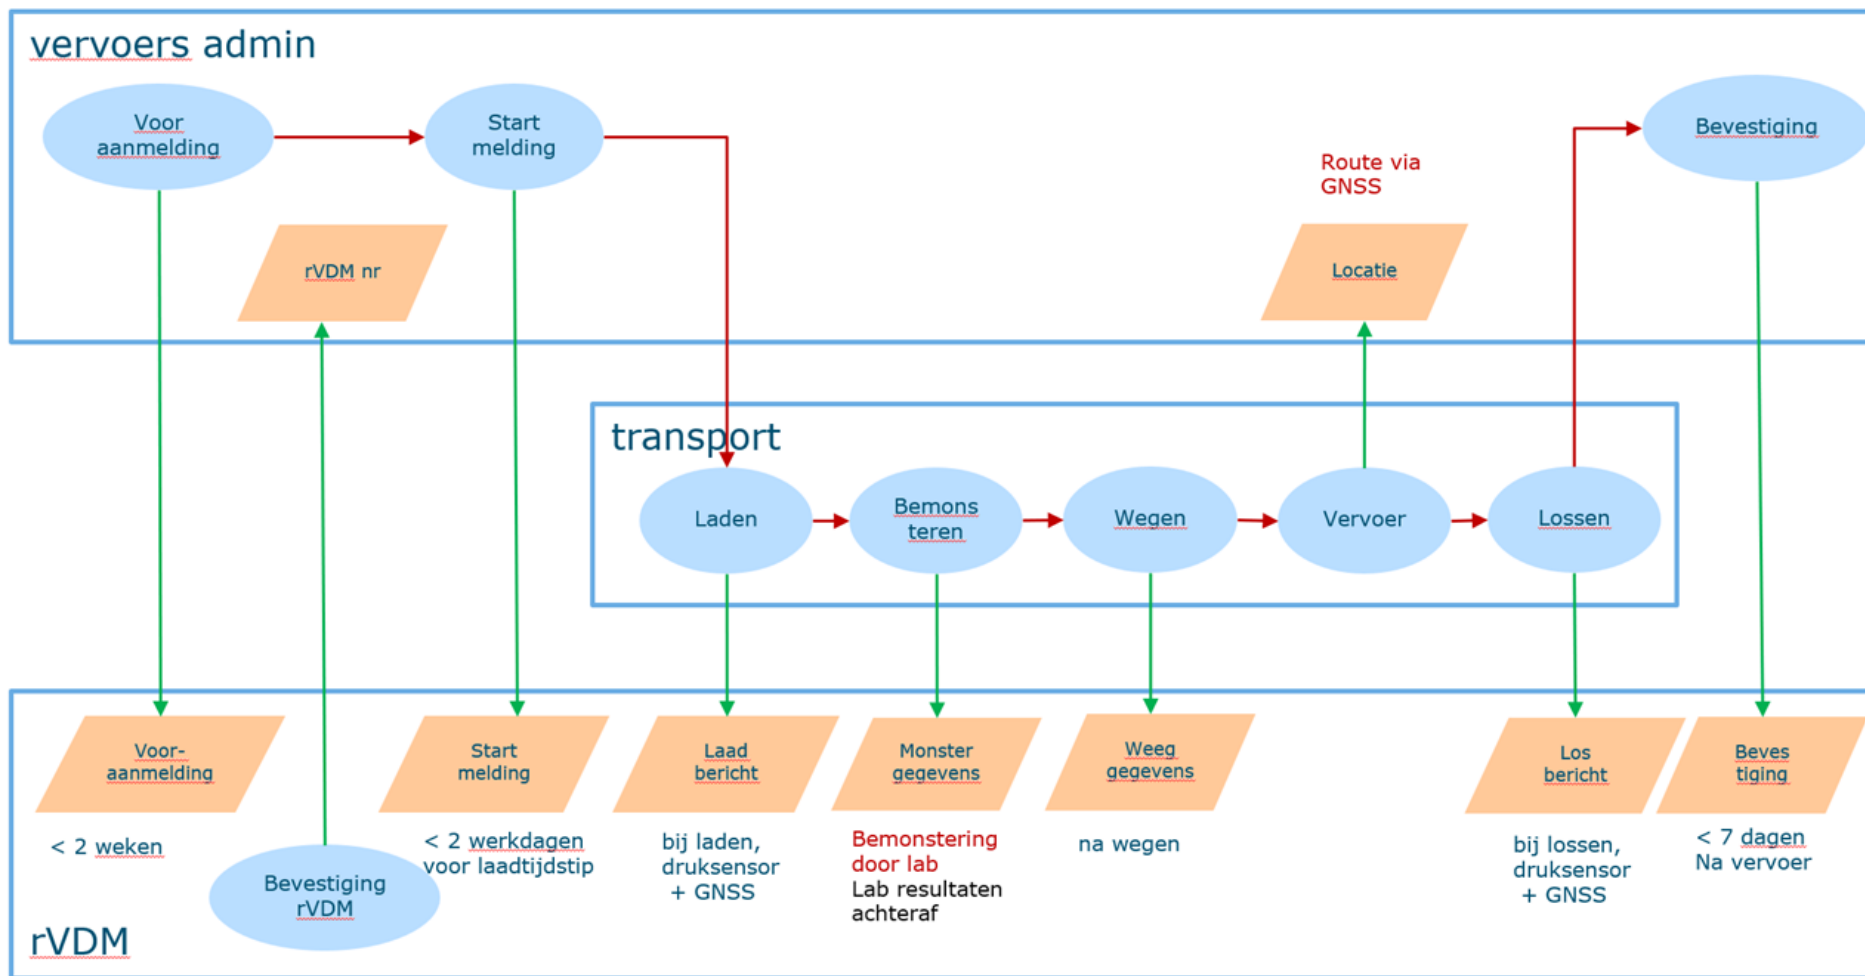 vervoers admin
Voor
aanmelding
Start
melding
Bevestiging
Route via
GNSS
rVDM nr
Locatie
transport
Laden
Bemons
teren
Wegen
Vervoer
Lossen
Voor-
aanmelding
Start
melding
Laad
bericht
Monster
gegevens
Weeg
gegevens
Los
bericht
Beves
tiging
< 2 weken
< 2 werkdagen
voor laadtijdstip
bij laden,
druksensor
+ GNSS
Bemonstering
door lab
Lab resultaten
achteraf
na wegen
bij lossen,
druksensor
+ GNSS
< 7 dagen
Na vervoer
Bevestiging
rVDM
rVDM